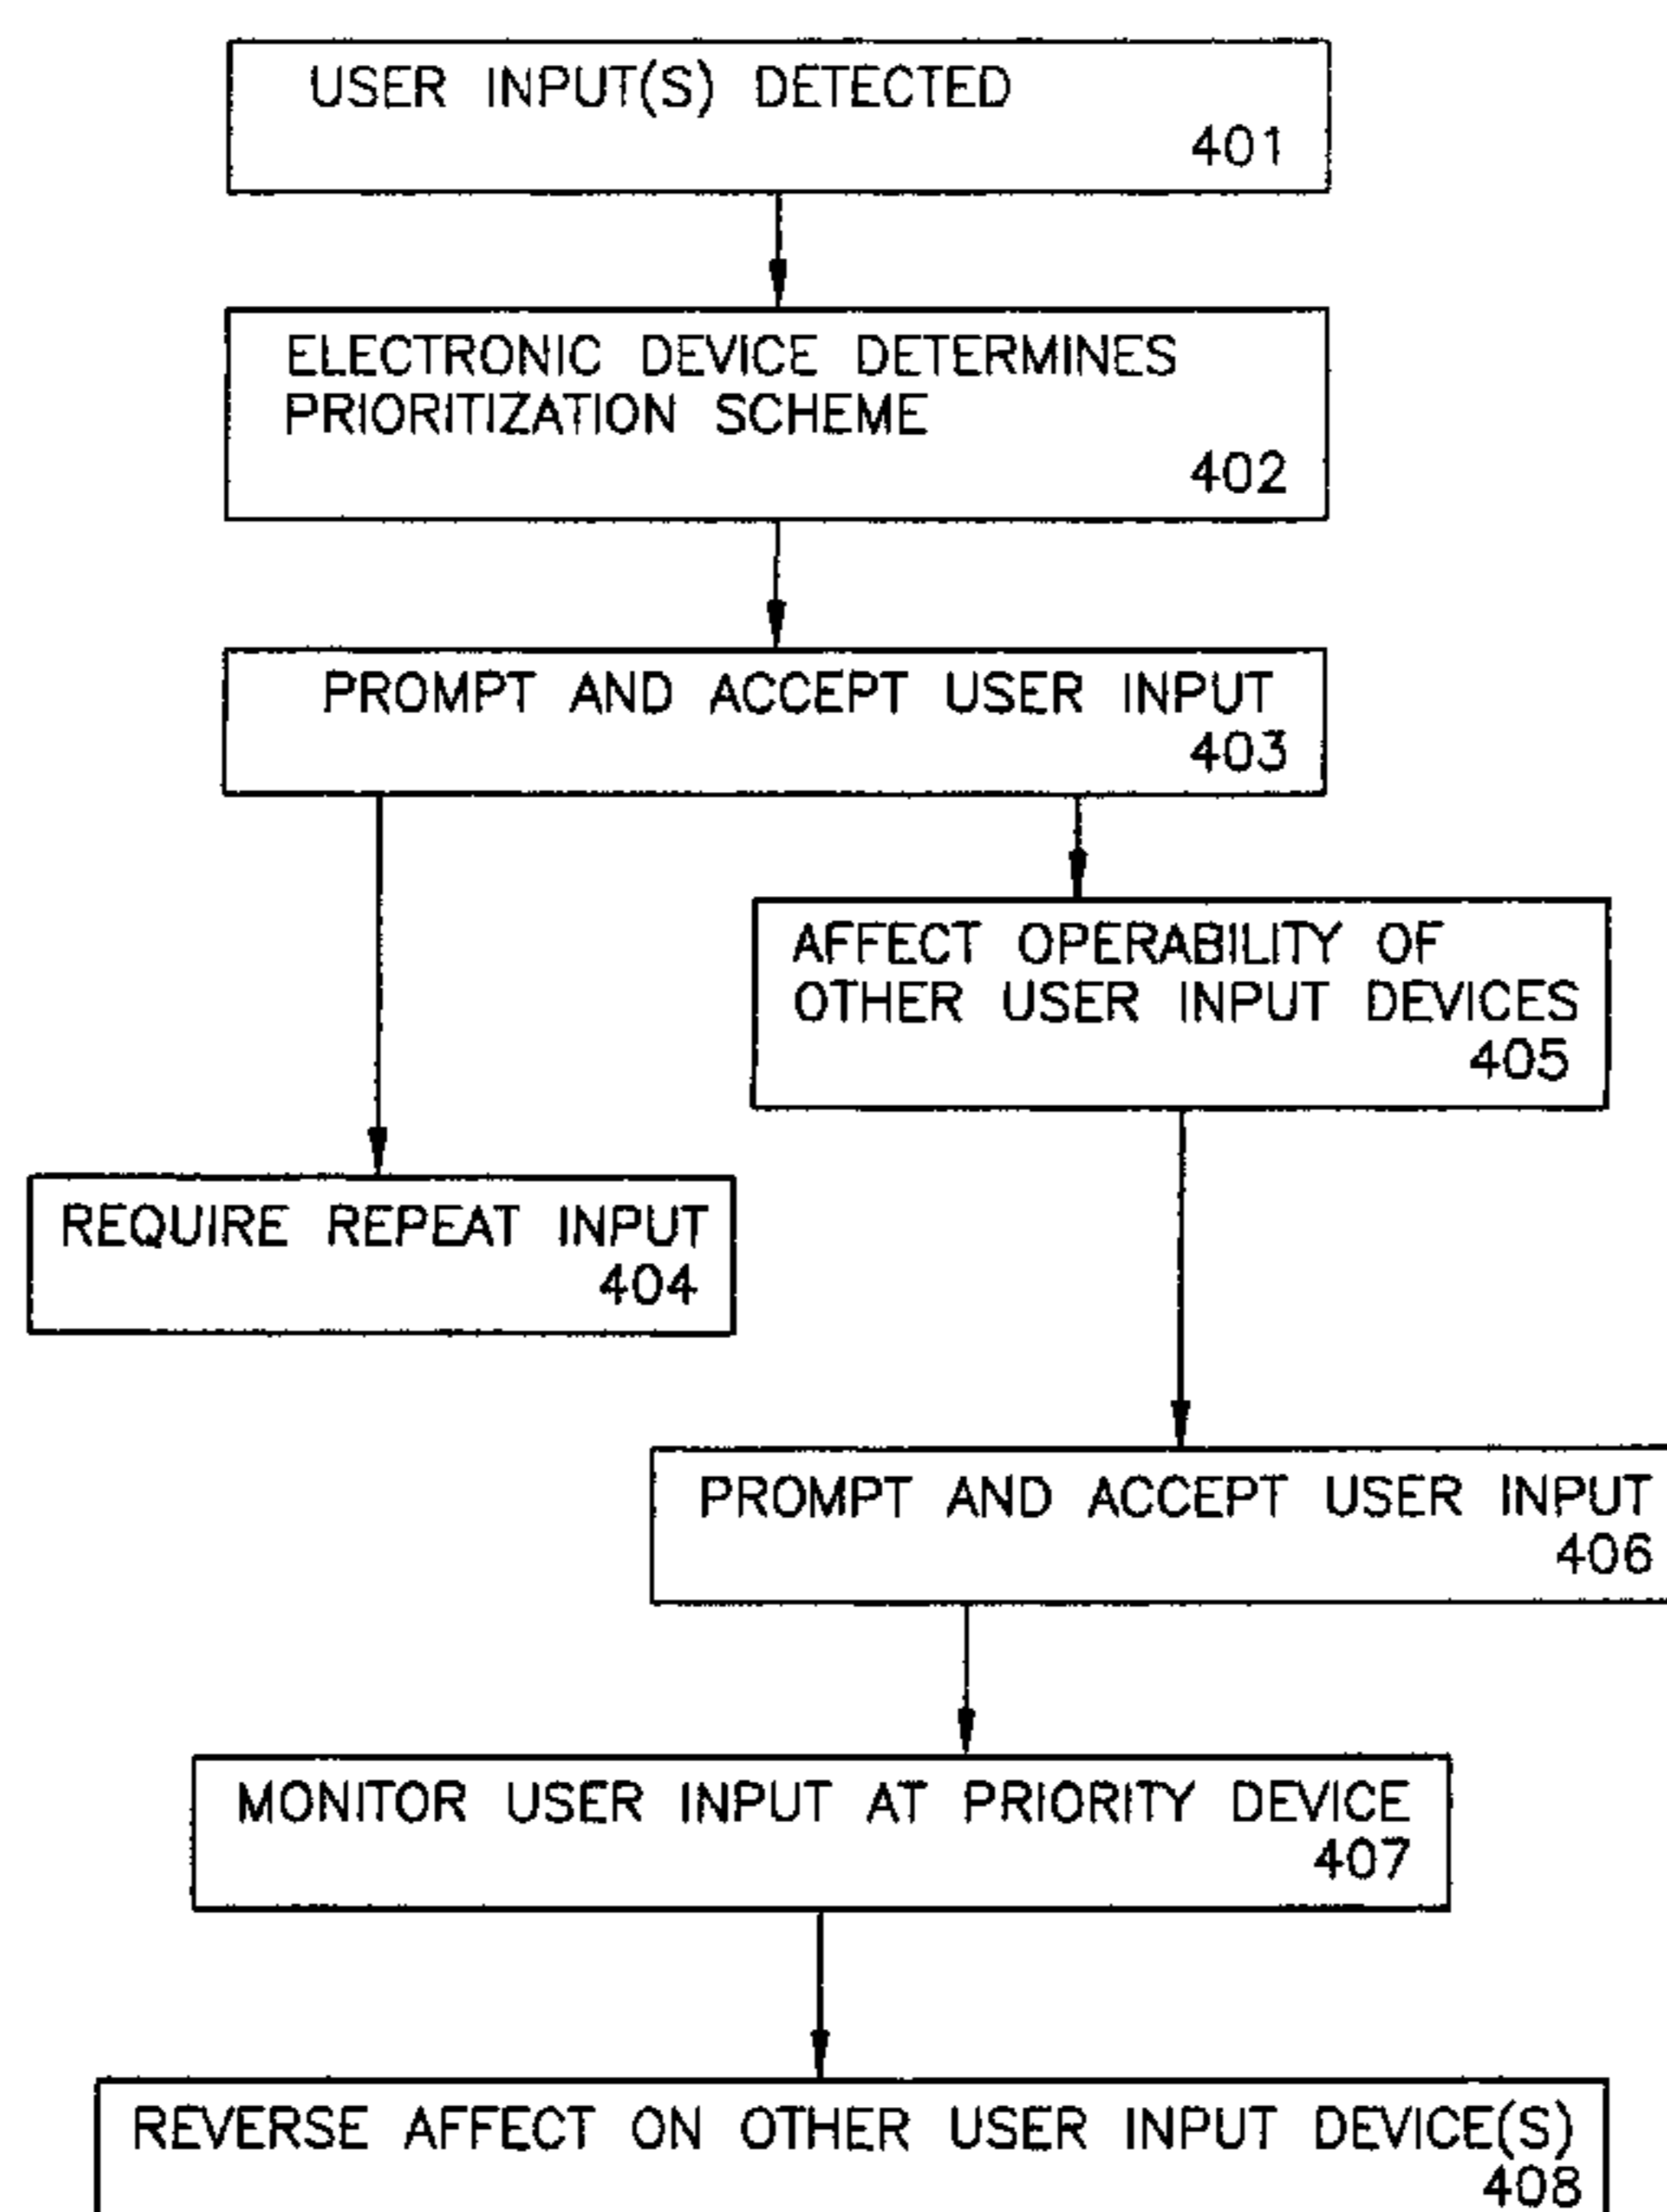 USER INPUT(S) DETECTED
401
ELECTRONIC DEVICE DETERMINES
PRIORITIZATION SCHEME
402
PROMPT AND ACCEPT USER INPUT
403
AFFECT OPERABILITY OF
OTHER USER INPUT DEVICES
405
REQUIRE REPEAT INPUT
404
PROMPT AND ACCEPT USER INPUT
406
MONITOR USER INPUT AT PRIORITY DEVICE
407
REVERSE AFFECT ON OTHER USER INPUT DEVICE(S)
408